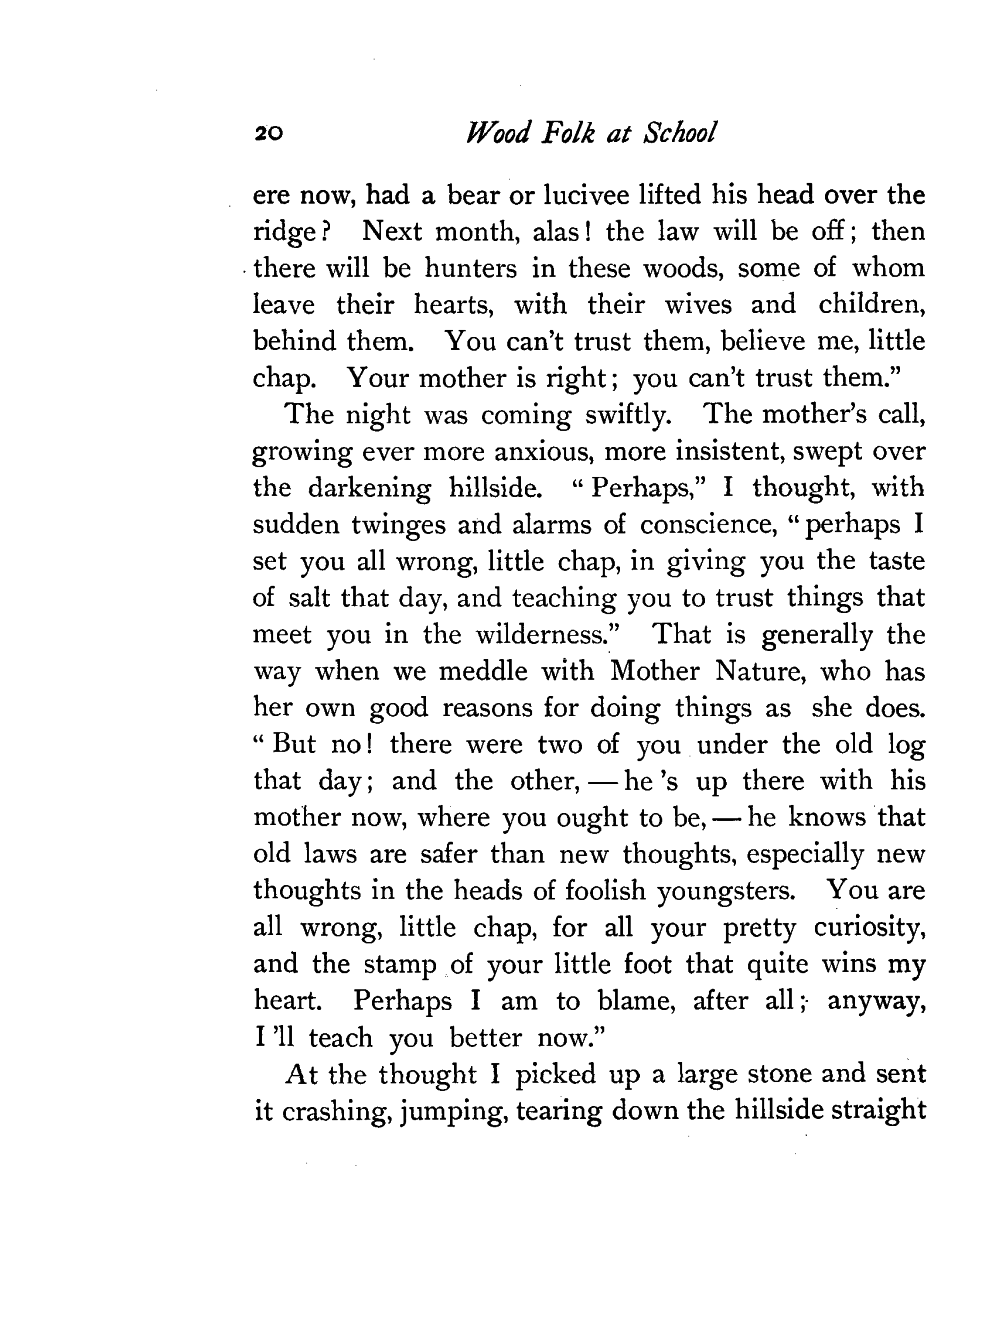 20 Wood Folk at School
ere now, had a bear or lucivee lifted his head over the
ridge? Next month, alas! the law will be off; then
there will be hunters in these woods, some of whom
leave their hearts, with their wives and children,
behind them. You can't trust them, believe me, little
chap. Your mother is right; you can't trust them."
The night was coming swiftly. The mother's call,
growing ever more anxious, more insistent, swept over
the darkening hillside. "Perhaps," I thought, with
sudden twinges and alarms of conscience, "perhaps I
set you all wrong, little chap, in giving you the taste
of salt that day, and teaching you to trust things that
meet you in the wilderness." That is generally the
way when we meddle with Mother Nature, who has
her own good reasons for doing things as she does.
"But no! there were two of you under the old log
that day; and the other, — he 's up there with his
mother now, where you ought to be, — he knows that
old laws are safer than new thoughts, especially new
thoughts in the heads of foolish youngsters. You are
all wrong, little chap, for all your pretty curiosity,
and the stamp of your little foot that quite wins my
heart. Perhaps I am to blame, after all; anyway,
I 'll teach you better now."
At the thought I picked up a large stone and sent
it crashing, jumping, tearing down the hillside straight